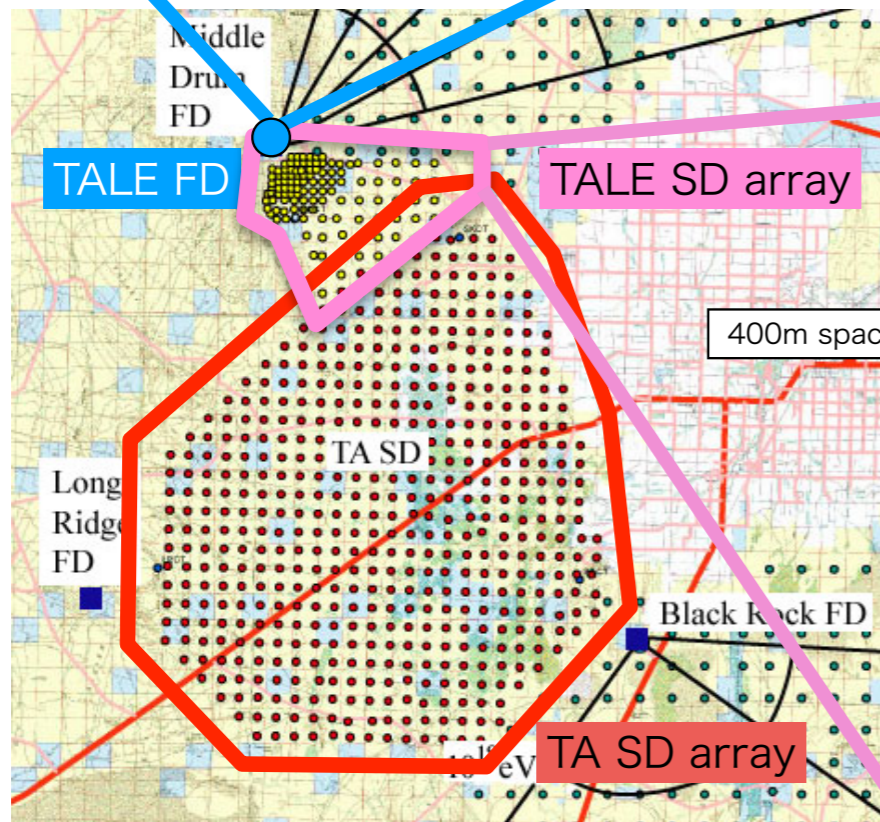 Middle
Drum
FD
TALE FD
TALE SD array
400m spac
TA SD
Long
Ridge
FD
Black Rock FD
eV
TA SD array